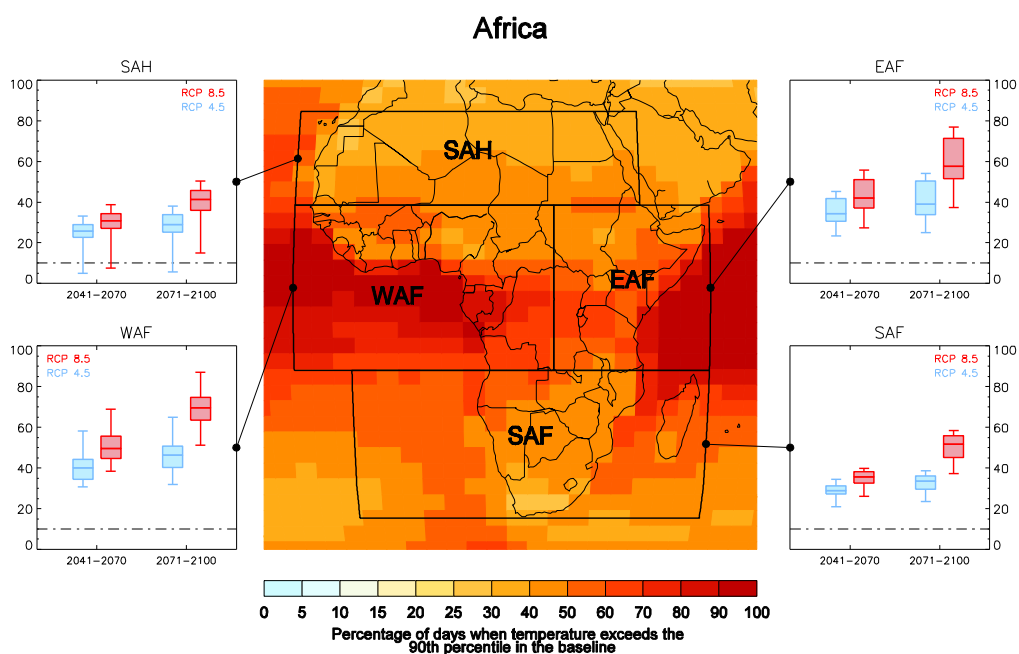 Africa
SAH
100
80
60
40
20
0
RCP 8.5
RCP 4.5
2041-2070
2071-2100
EAF
100
80
60
40
20
0
RCP 8.5
RCP 4.5
2041-2070
2071-2100
SAH
WAF
EAF
SAF
WAF
100
80
60
40
20
0
RCP 8.5
RCP 4.5
2041-2070
2071-2100
SAF
100
80
60
40
20
0
RCP 8.5
RCP 4.5
2041-2070
2071-2100
0 5 10 15 20 25 30 40 50 60 70 80 90 100
Percentage of days when temperature exceeds the
90th percentile in the baseline